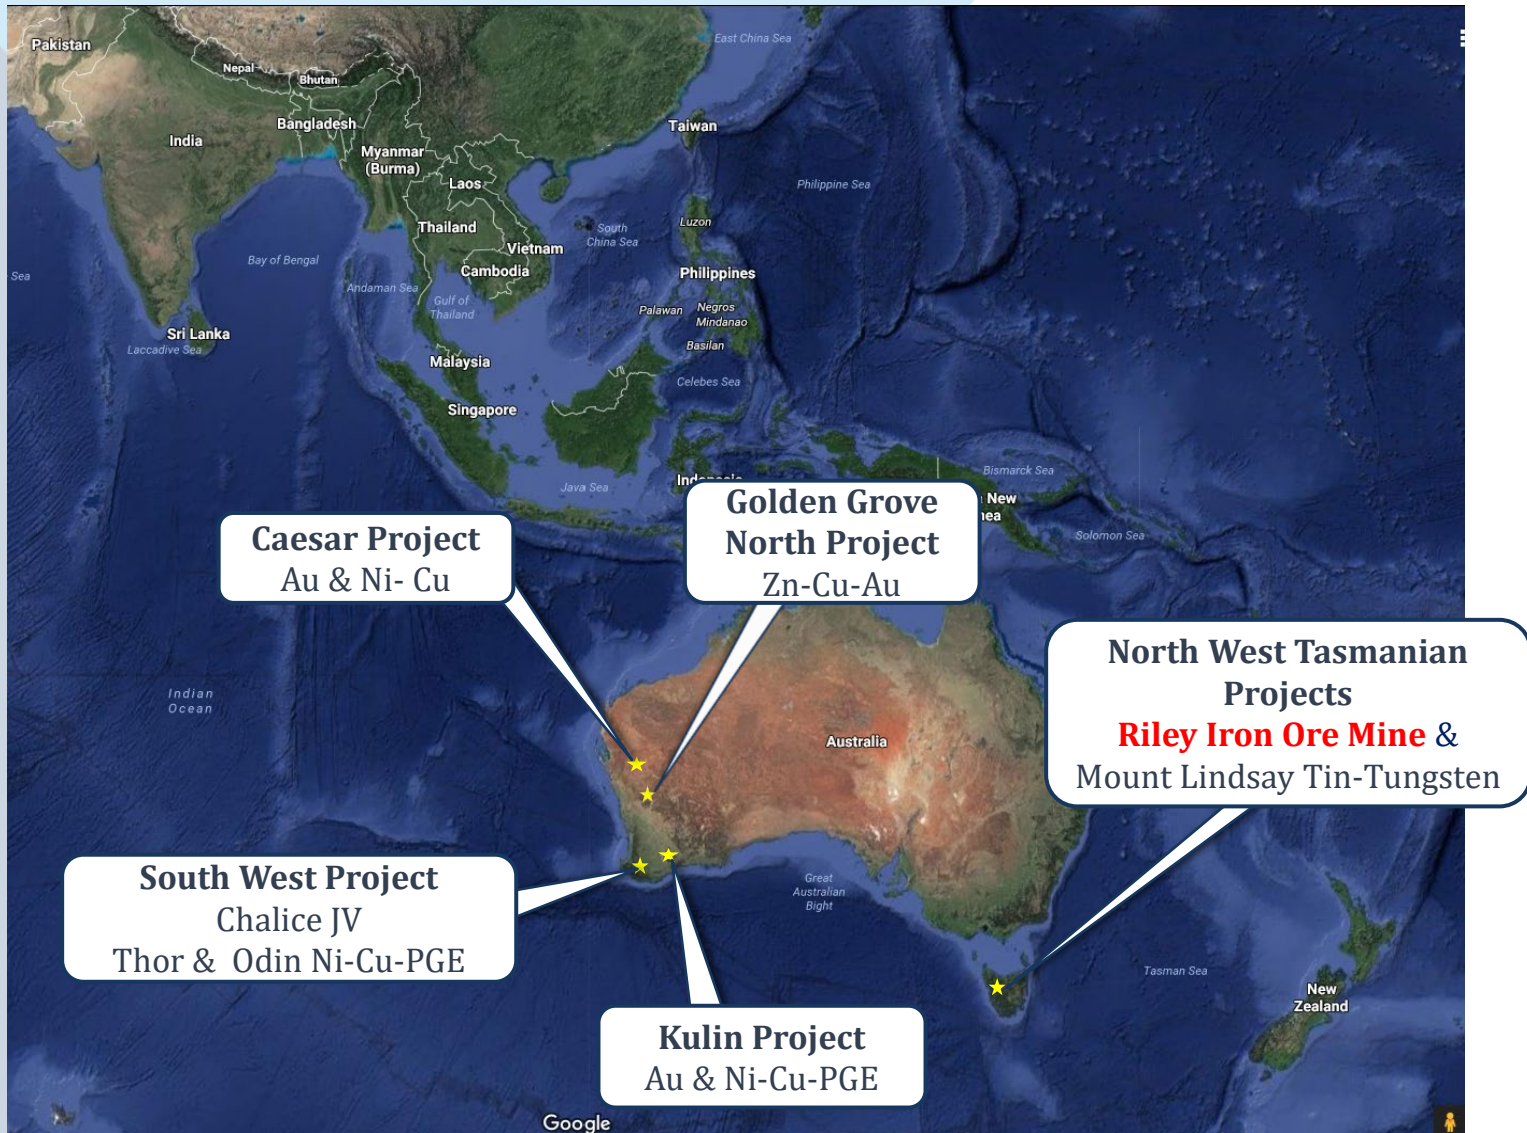 Pakistan
East China Sea
Nepal
Bhutan
Bangladesh
Taiwan
India
Myanmar
(Burma)
Laos
Philippine Sea
Luzon
Thailand
South
China Sea
Vietnam
Bay of Bengal
Cambodia
Philippines
Sea
Andaman Sea
Gulf of
Thailand
Palawan
Negros
Mindanao
Sri Lanka
Laccadive Sea
Basilan
Malaysia
Celebes Sea
Singapore
Bismarck Sea
Java Sea
New
Solomon Sea
Golden Grove
North Project
Zn-Cu-Au
Caesar Project
Au & Ni- Cu
North West Tasmanian
Projects
Riley Iron Ore Mine &
Mount Lindsay Tin-Tungsten
Indian
Ocean
Australia
South West Project
Chalice JV
Thor & Odin Ni-Cu-PGE
Great
Australian
Bight
Tasman Sea
New
Zealand
Kulin Project
Au & Ni-Cu-PGE
Google